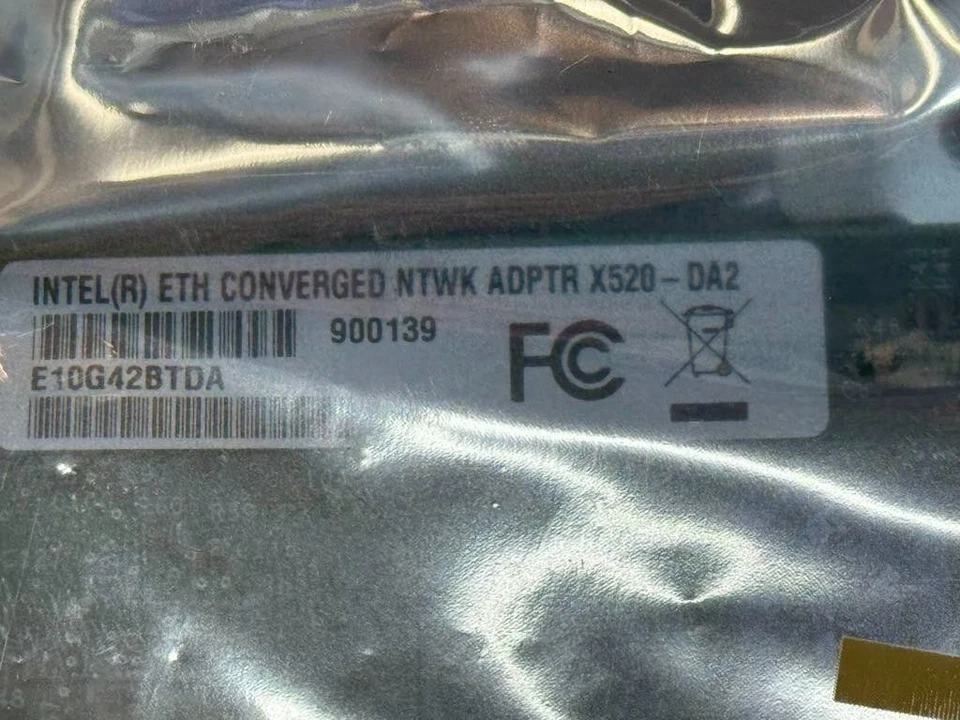 INTEL(R) ETH CONVERGED NTWK ADPTR X520-DA2
900139
FC
E10G42BTDA